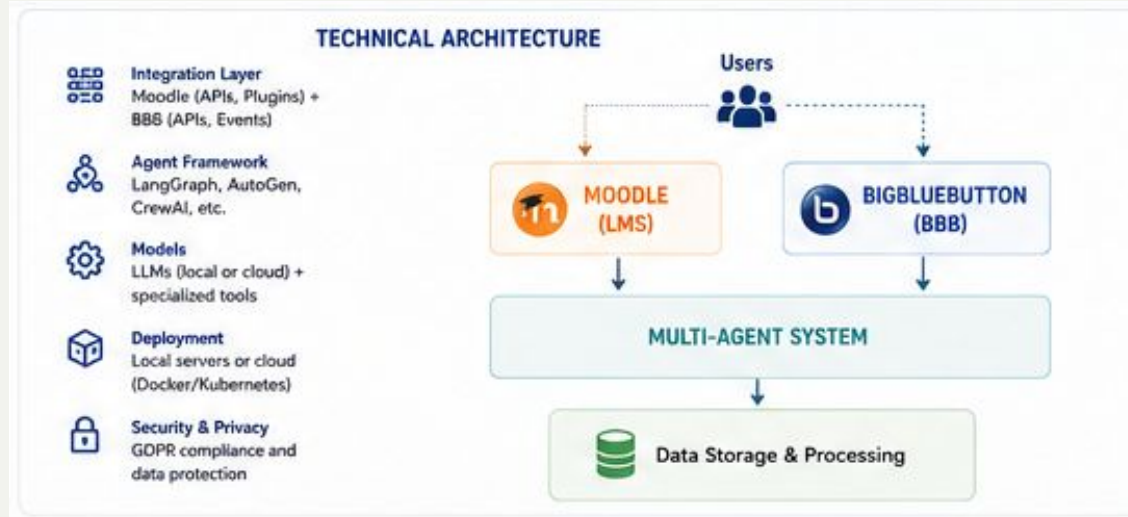 TECHNICAL ARCHITECTURE
Integration Layer
Moodle (APIs, Plugins) +
BBB (APIs, Events)
Agent Framework
LangGraph, AutoGen,
CrewAI, etc.
Models
LLMs (local or cloud) +
specialized tools
Deployment
Local servers or cloud
(Docker/Kubernetes)
Security & Privacy
GDPR compliance and
data protection
Users
m
MOODLE
(LMS)
b
BIGBLUEBUTTON
(BBB)
MULTI-AGENT SYSTEM
Data Storage & Processing